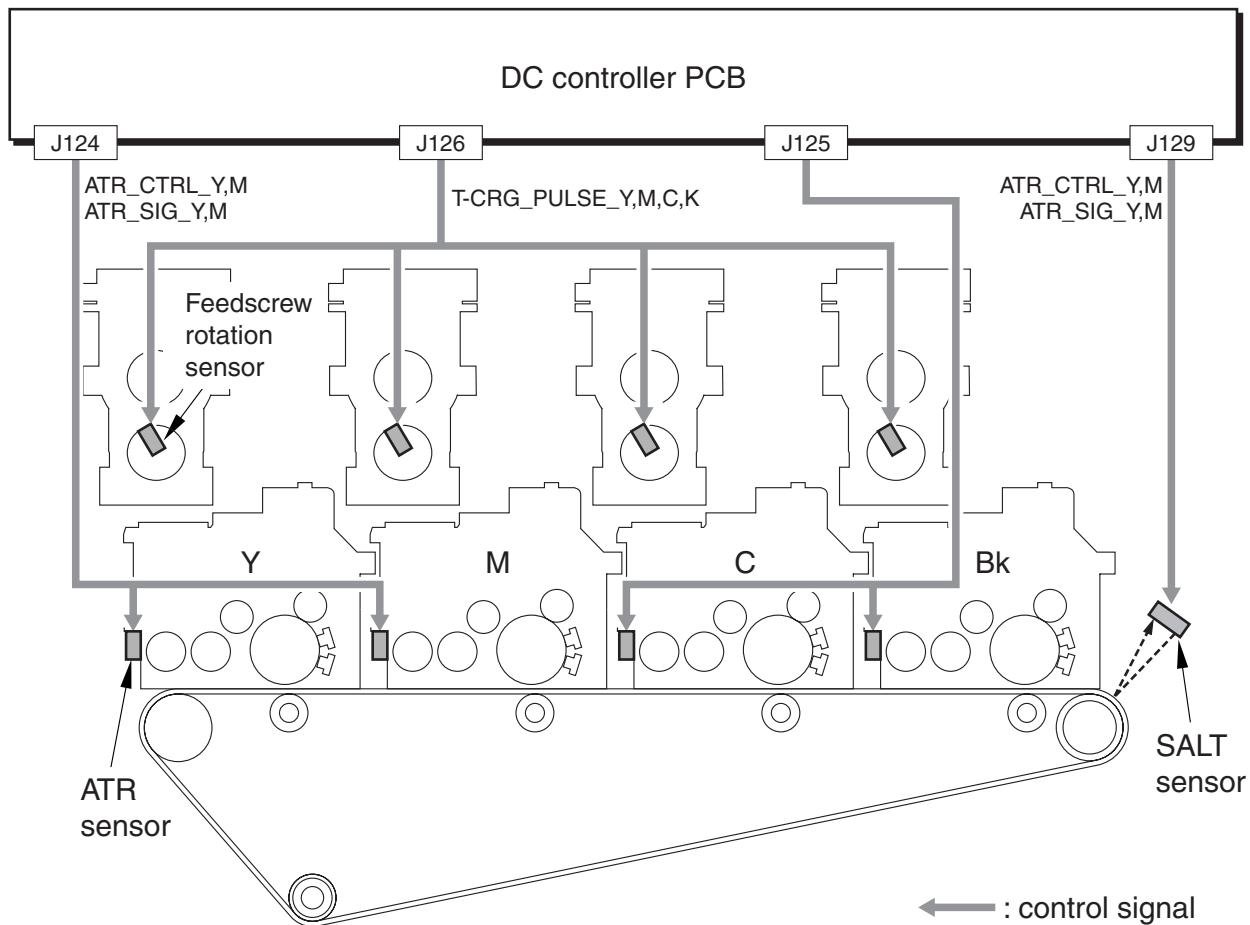 DC controller PCB
J124
J126
J125
J129
ATR_CTRL_Y,M
ATR_SIG_Y,M
T-CRG_PULSE_Y,M,C,K
ATR_CTRL_Y,M
ATR_SIG_Y,M
Feedscrew
rotation
sensor
Y
M
C
Bk
ATR
sensor
SALT
sensor
: control signal